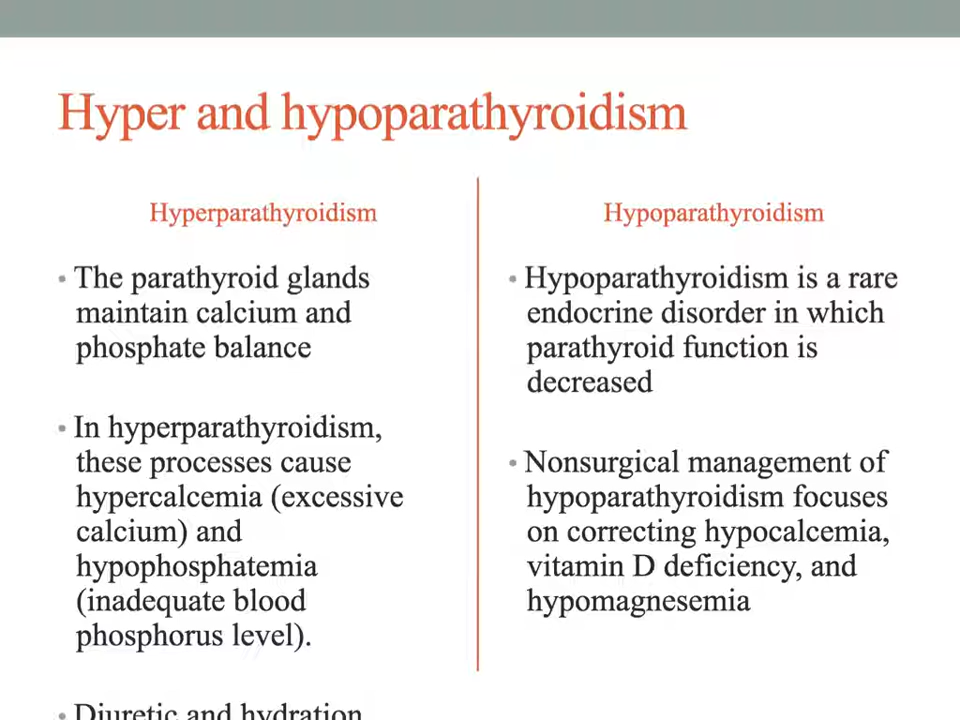 Hyper and hypoparathyroidism
Hyperparathyroidism
• The parathyroid glands
maintain calcium and
phosphate balance
• In hyperparathyroidism,
these processes cause
hypercalcemia (excessive
calcium) and
hypophosphatemia
(inadequate blood
phosphorus level).
• Diuretic and hydration
Hypoparathyroidism
• Hypoparathyroidism is a rare
endocrine disorder in which
parathyroid function is
decreased
• Nonsurgical management of
hypoparathyroidism focuses
on correcting hypocalcemia,
vitamin D deficiency, and
hypomagnesemia